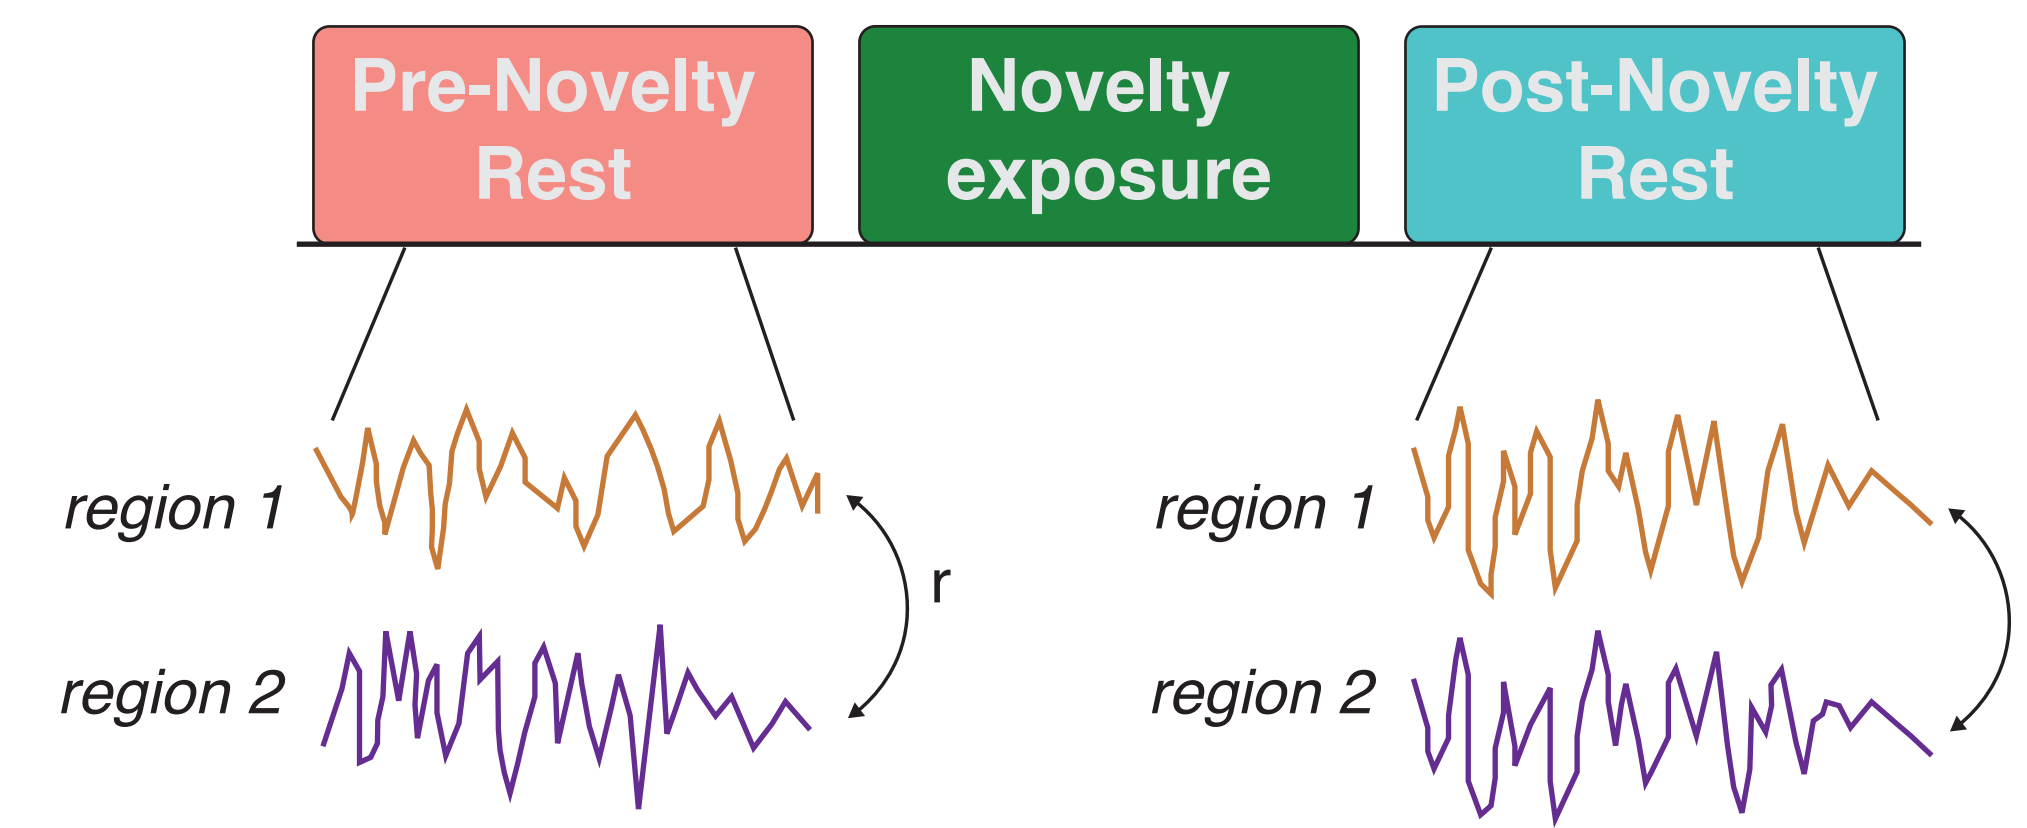 Pre-Novelty
Rest
Novelty
exposure
Post-Novelty
Rest
region 1
r
region 2
region 1
region 2